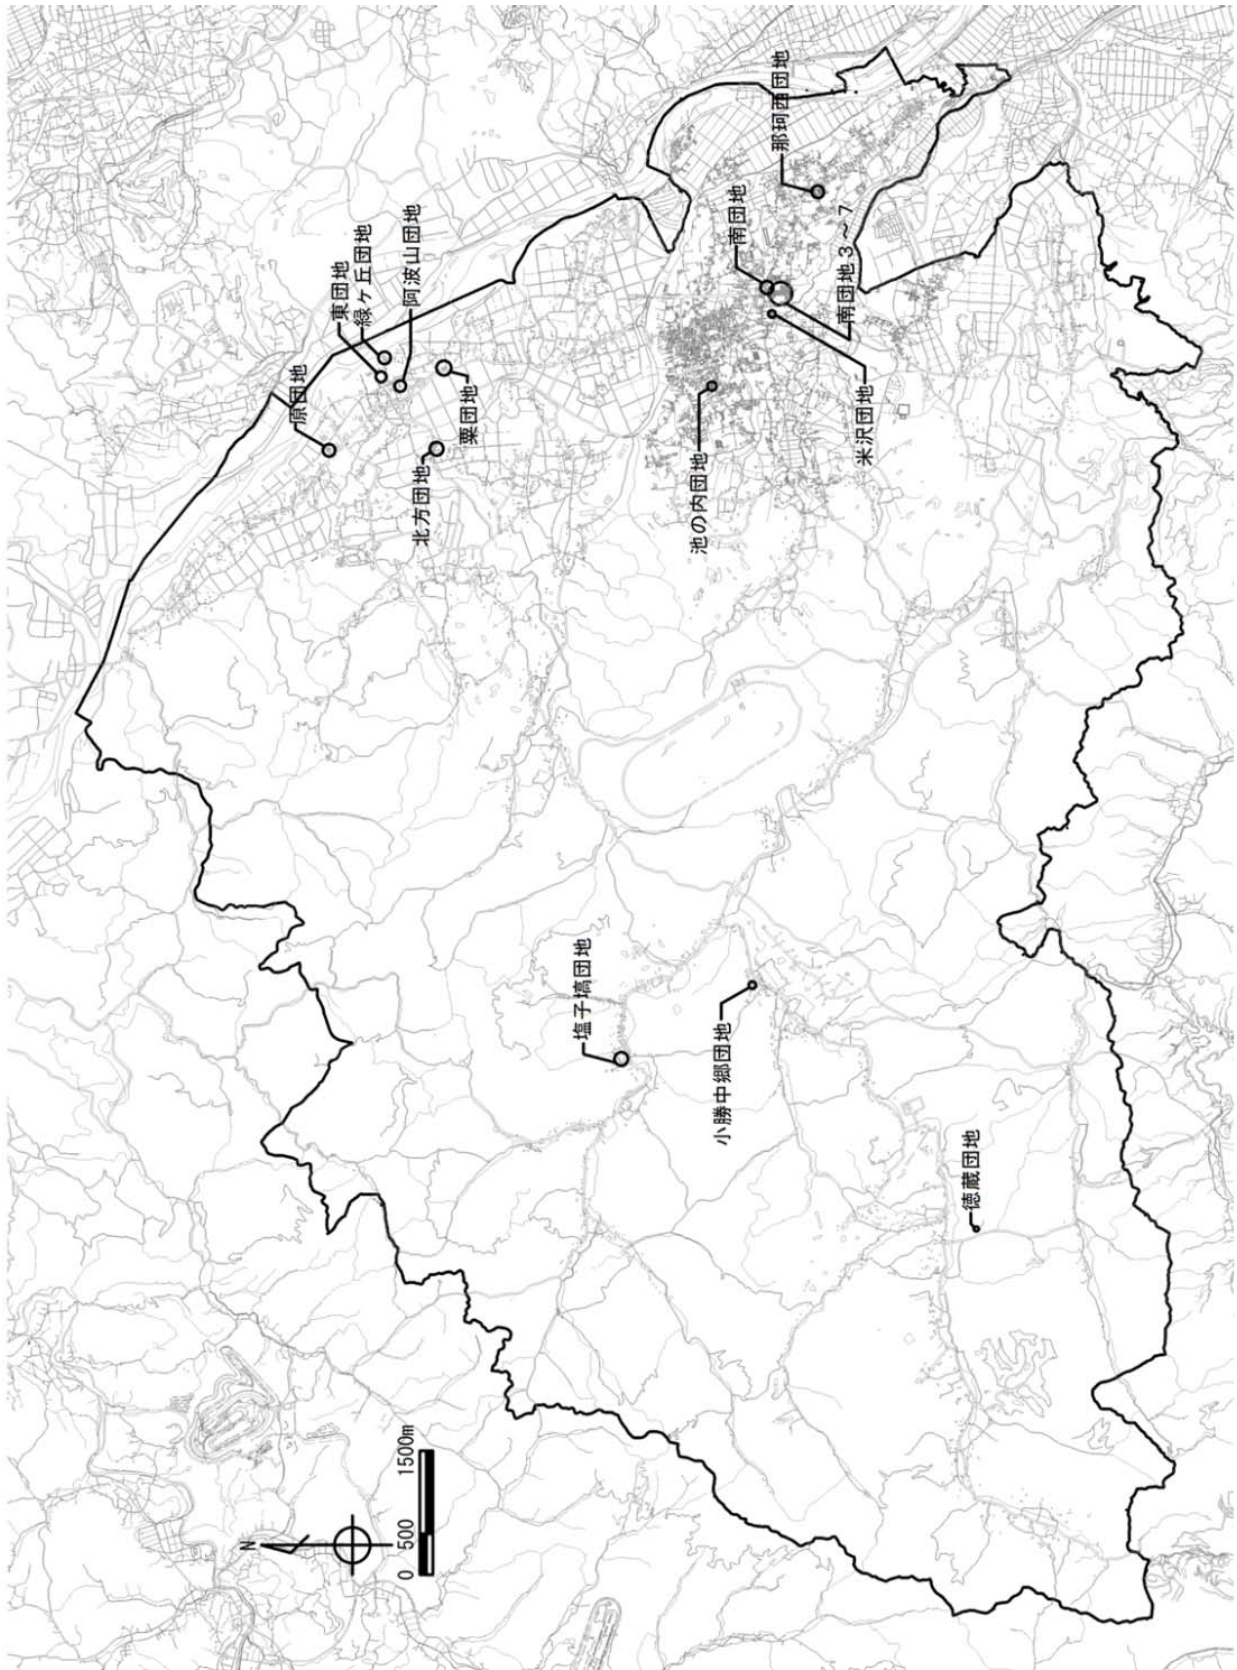 原団地
東団地
緑ヶ丘団地
阿波山団地
北方団地
粟団地
那珂西団地
南団地
南団地3~7
池の内団地
米沢団地
塩子塙団地
小勝中郷団地
徳蔵団地
N
0 500 1500m